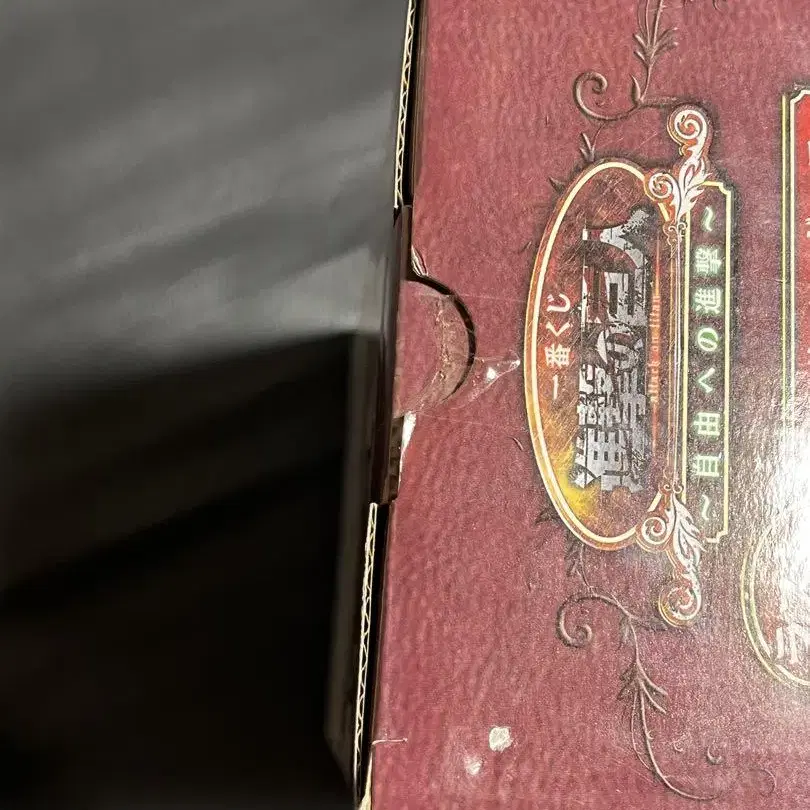 一番くじ
進撃の巨人
attack on titan
～自由への進撃～